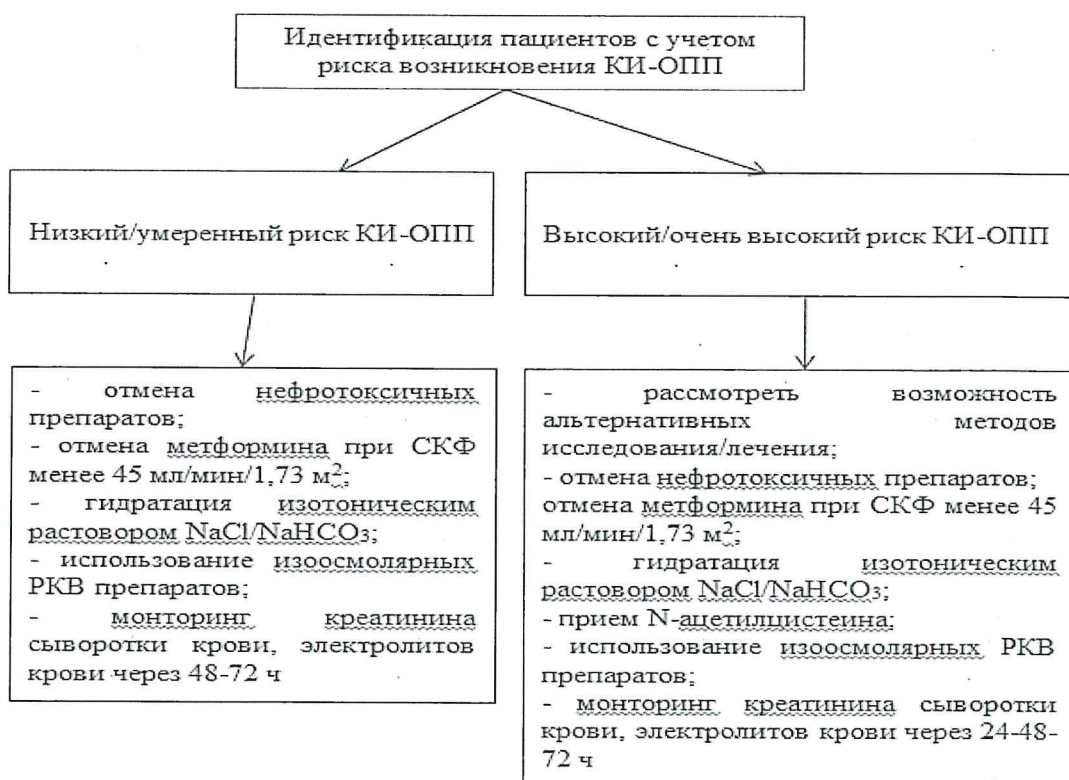 Идентификация пациентов с учетом
риска возникновения КИ-ОПП
Низкий/умеренный риск КИ-ОПП
Высокий/очень высокий риск КИ-ОПП
- отмена нефротоксичных
препаратов;
- отмена метформина при СКФ
менее 45 мл/мин/1,73 м²;
- гидратация изотоническим
растовором NaCl/NaHCO₃;
- использование изоосмолярных
РКВ препаратов;
- монторинг креатинина
сыворотки крови, электролитов
крови через 48-72 ч
- рассмотреть возможность
альтернативных методов
исследования/лечения;
- отмена нефротоксичных препаратов;
отмена метформина при СКФ менее 45
мл/мин/1,73 м²;
- гидратация изотоническим
растовором NaCl/NaHCO₃;
- прием N-ацетилцистеина;
- использование изоосмолярных РКВ
препаратов;
- монторинг креатинина сыворотки
крови, электролитов крови через 24-48-
72 ч